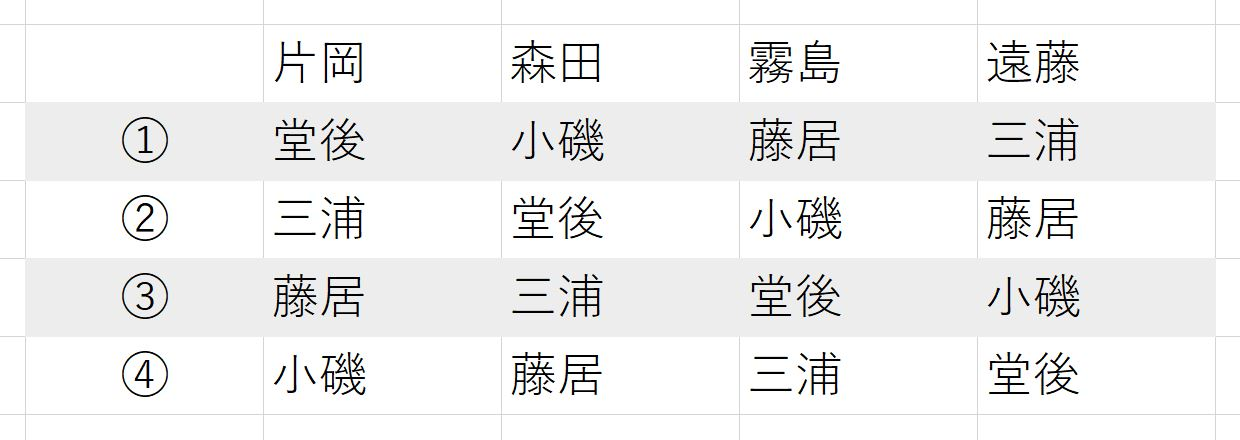 片岡 森田 霧島 遠藤
① 堂後 小磯 藤居 三浦
② 三浦 堂後 小磯 藤居
③ 藤居 三浦 堂後 小磯
④ 小磯 藤居 三浦 堂後